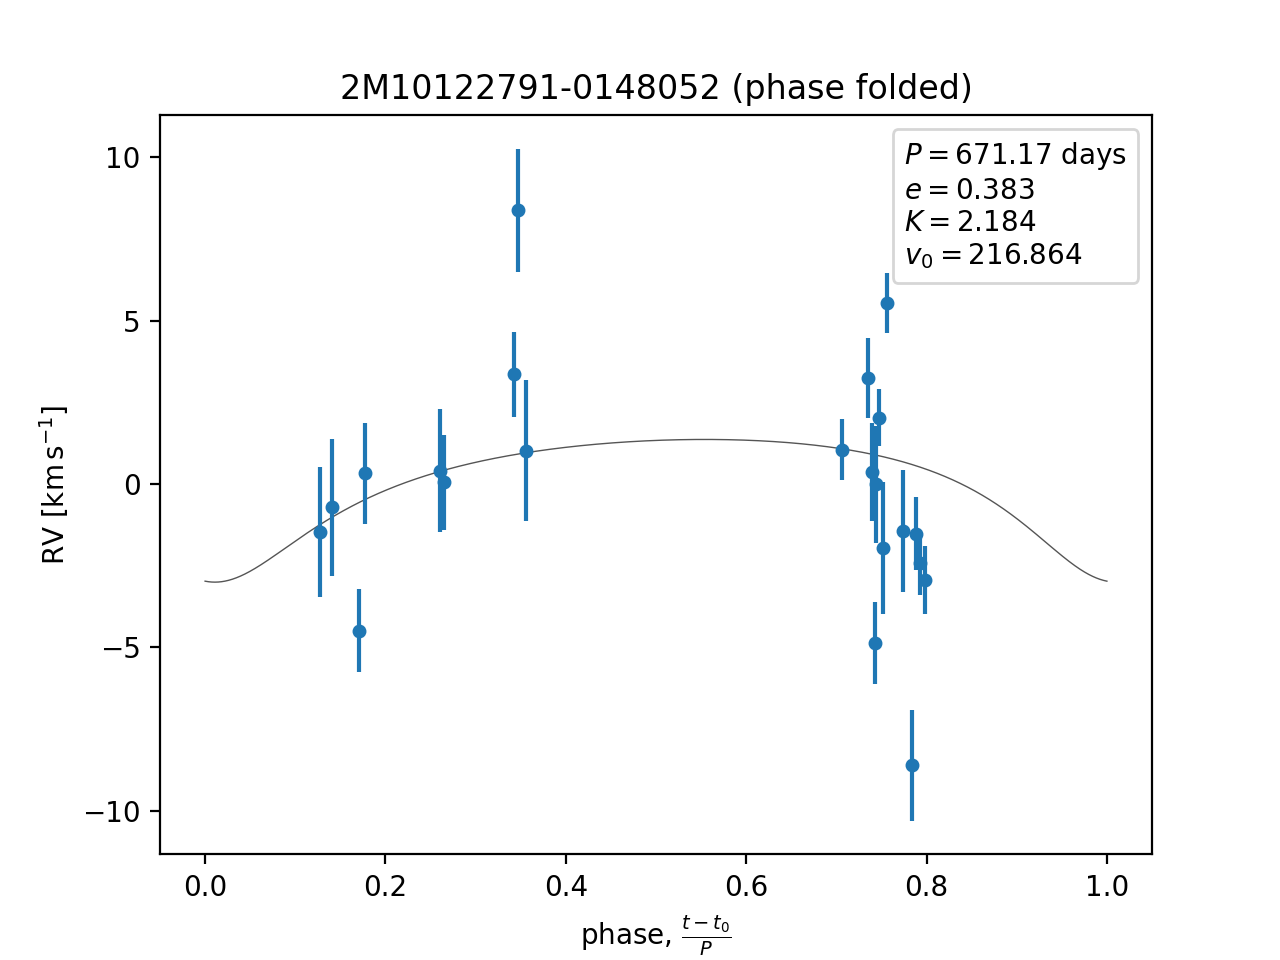 2M10122791-0148052 (phase folded)
P = 671.17 days
e = 0.383
K = 2.184
v₀ = 216.864
10
5
0
−5
−10
RV [km s⁻¹]
0.0 0.2 0.4 0.6 0.8 1.0
phase, (t − t₀)/P